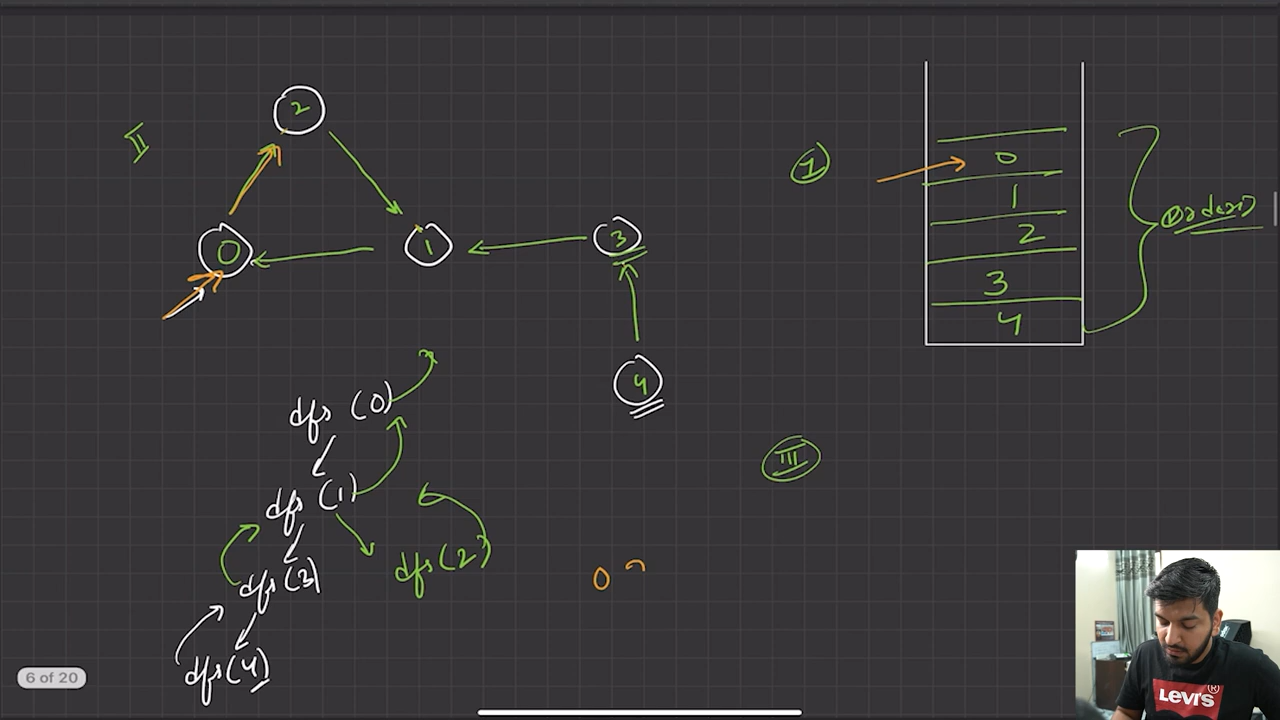 2
II
I
0
1
2
3
4
0
1
3
4
dfs (0)
dfs (1)
dfs (3)
dfs (2)
dfs (4)
III
0
6 of 20
LEVI'S®